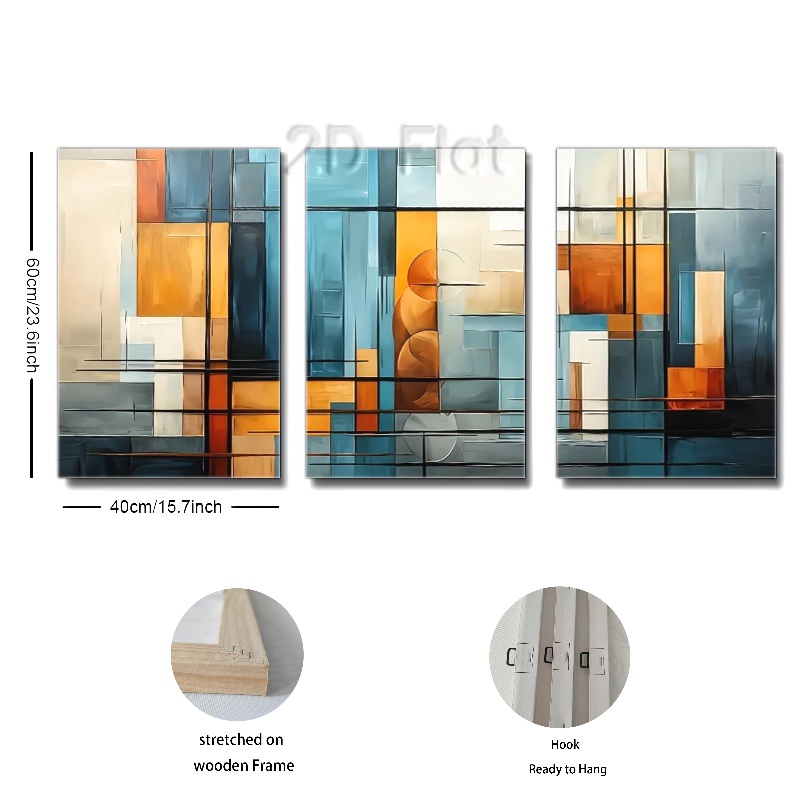 2D Flat
60cm/23.6inch
40cm/15.7inch
stretched on
wooden Frame
Hook
Ready to Hang